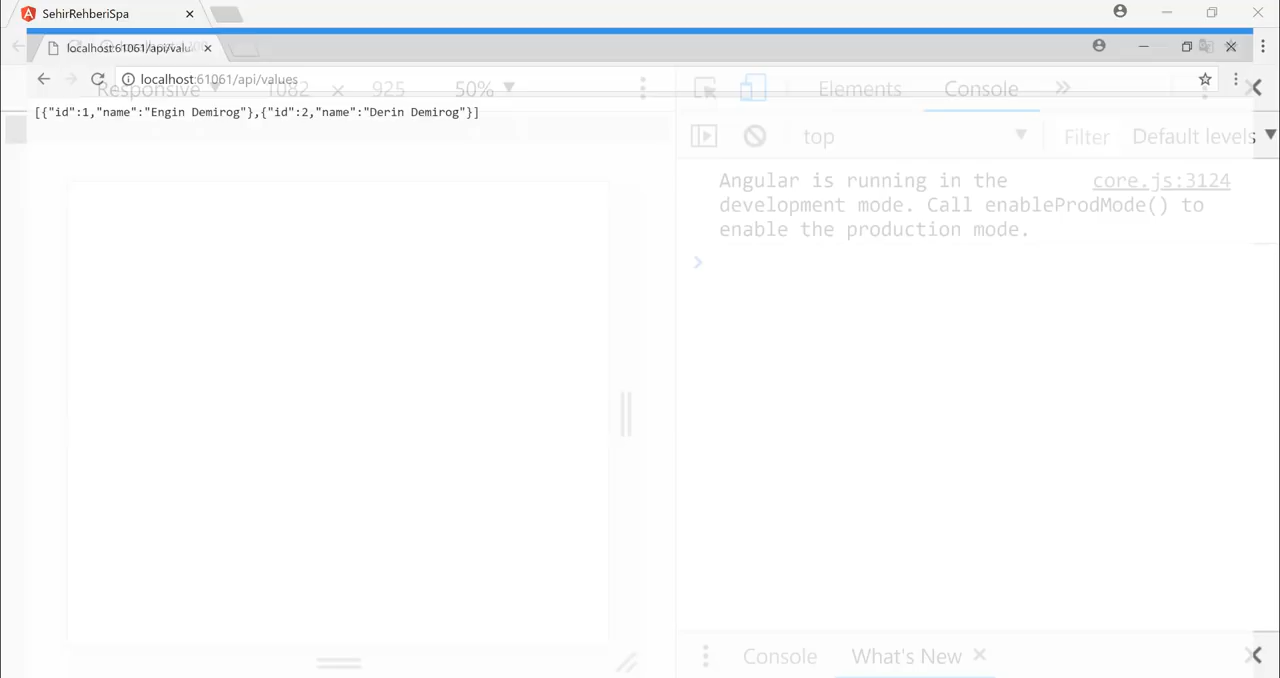 SehirRehberiSpa
localhost:61061/api/valu
localhost:61061/api/values
Responsive 1082 × 925 50%
Elements Console
[{"id":1,"name":"Engin Demirog"},{"id":2,"name":"Derin Demirog"}]
top Filter Default levels
Angular is running in the core.js:3124
development mode. Call enableProdMode() to
enable the production mode.
Console What's New